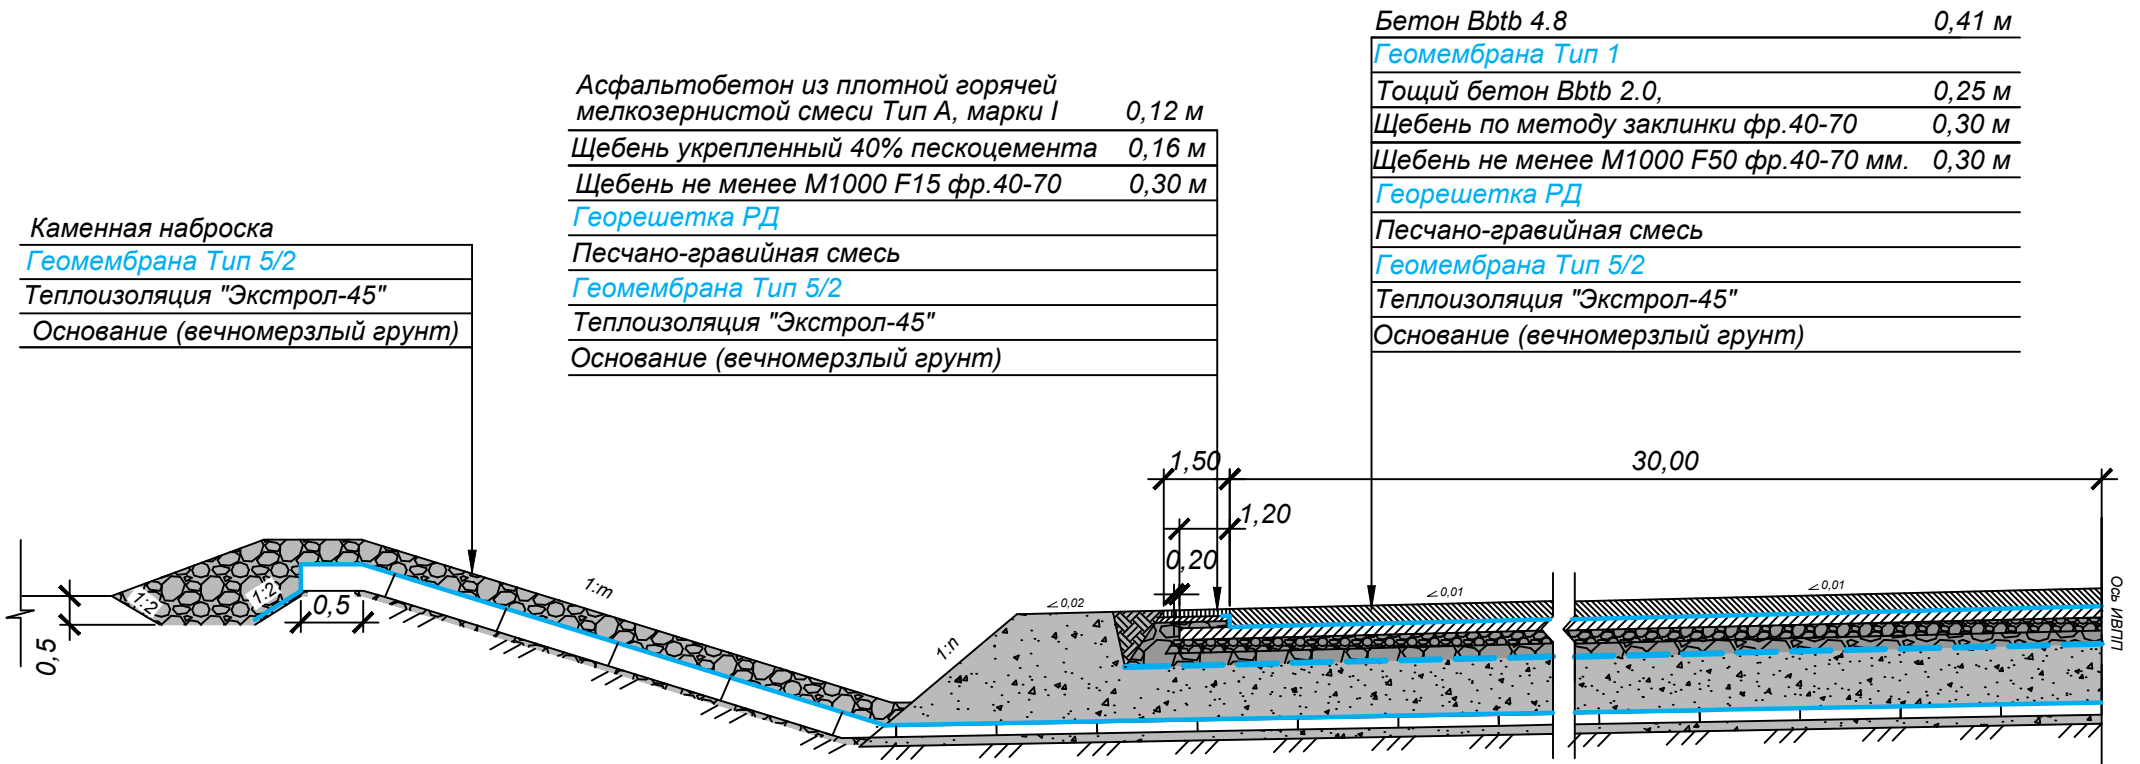 Бетон Bbtb 4.8 0,41 м
Геомембрана Тип 1
Тощий бетон Bbtb 2.0, 0,25 м
Щебень по методу заклинки фр.40-70 0,30 м
Щебень не менее М1000 F50 фр.40-70 мм. 0,30 м
Георешетка РД
Песчано-гравийная смесь
Геомембрана Тип 5/2
Теплоизоляция "Экстрол-45"
Основание (вечномерзлый грунт)
Асфальтобетон из плотной горячей
мелкозернистой смеси Тип А, марки I 0,12 м
Щебень укрепленный 40% пескоцемента 0,16 м
Щебень не менее М1000 F15 фр.40-70 0,30 м
Георешетка РД
Песчано-гравийная смесь
Геомембрана Тип 5/2
Теплоизоляция "Экстрол-45"
Основание (вечномерзлый грунт)
Каменная наброска
Геомембрана Тип 5/2
Теплоизоляция "Экстрол-45"
Основание (вечномерзлый грунт)
1,50
30,00
1,20
0,20
0,5
1:2
1:2
0,5
1:m
1:n
0,02
0,01
0,01
Ось ИВПП